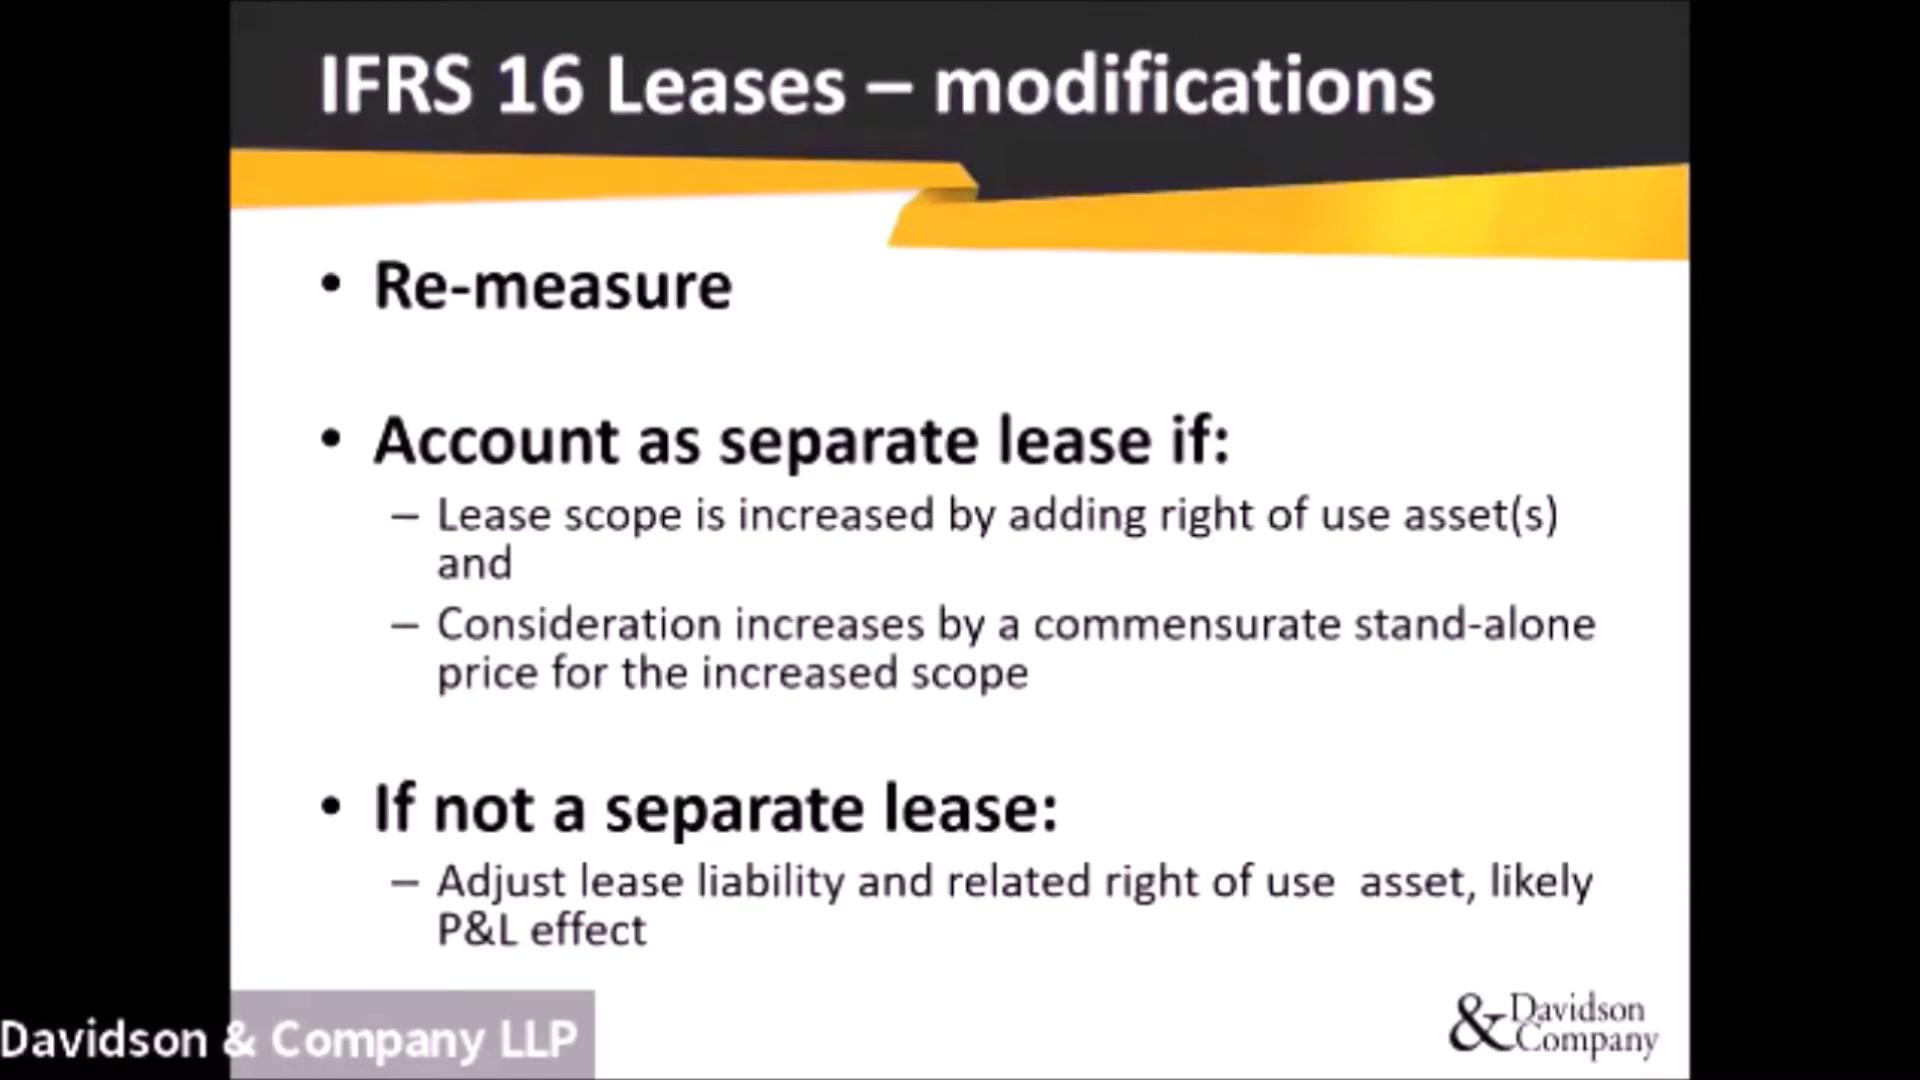 IFRS 16 Leases – modifications
• Re-measure
• Account as separate lease if:
– Lease scope is increased by adding right of use asset(s)
and
– Consideration increases by a commensurate stand-alone
price for the increased scope
• If not a separate lease:
– Adjust lease liability and related right of use asset, likely
P&L effect
Davidson & Company LLP
& Davidson
Company